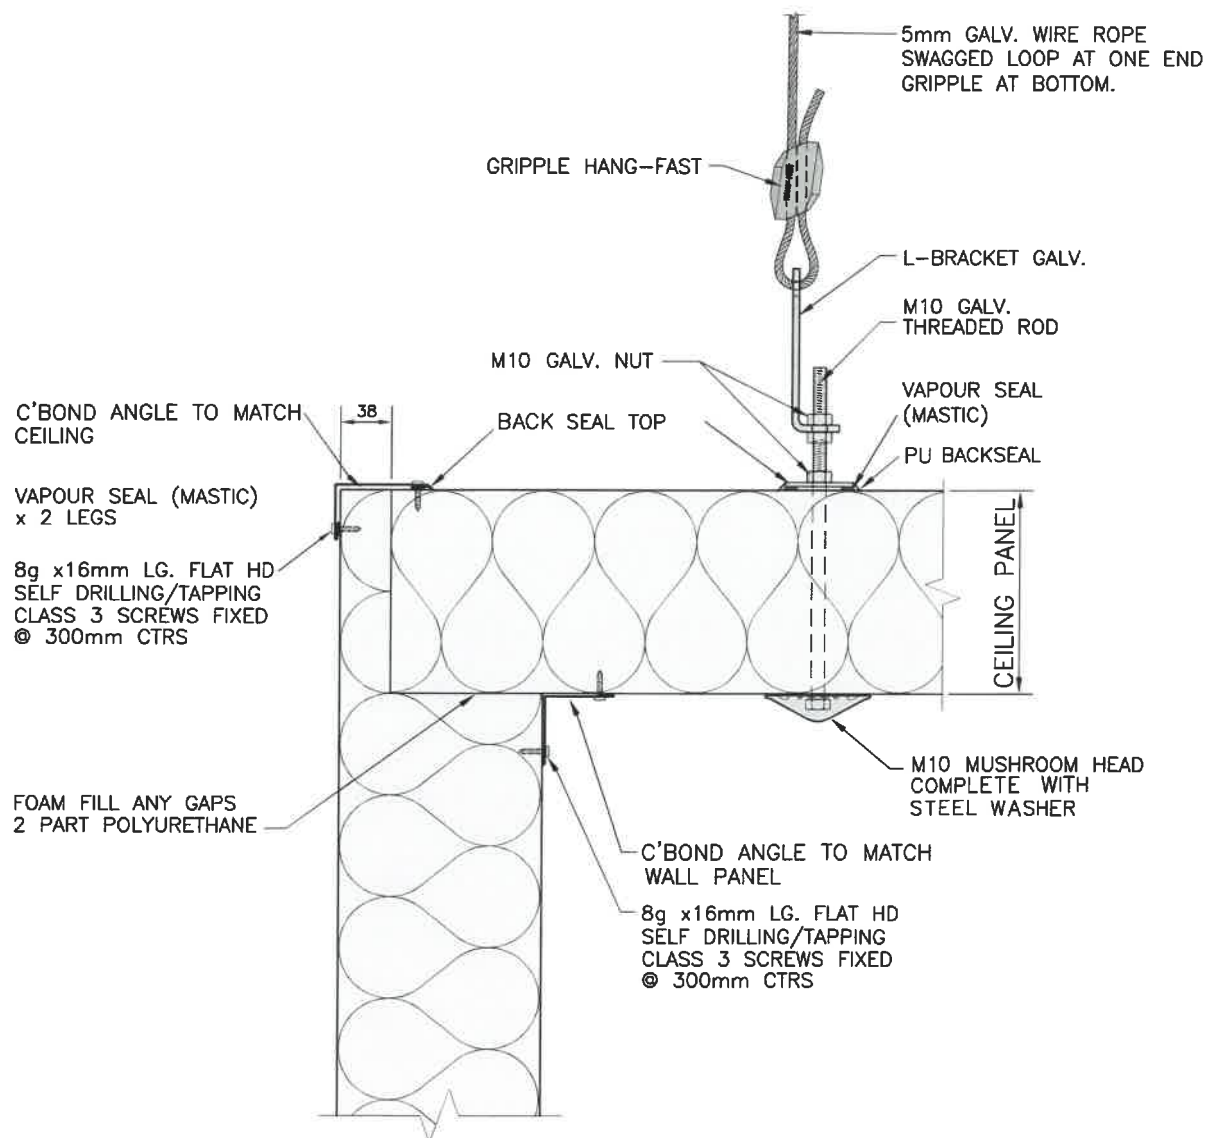 5mm GALV. WIRE ROPE
SWAGGED LOOP AT ONE END
GRIPPLE AT BOTTOM.
GRIPPLE HANG-FAST
L-BRACKET GALV.
M10 GALV.
THREADED ROD
M10 GALV. NUT
VAPOUR SEAL
(MASTIC)
C'BOND ANGLE TO MATCH
CEILING
38
BACK SEAL TOP
PU BACKSEAL
VAPOUR SEAL (MASTIC)
x 2 LEGS
8g x16mm LG. FLAT HD
SELF DRILLING/TAPPING
CLASS 3 SCREWS FIXED
@ 300mm CTRS
CEILING PANEL
M10 MUSHROOM HEAD
COMPLETE WITH
STEEL WASHER
FOAM FILL ANY GAPS
2 PART POLYURETHANE
C'BOND ANGLE TO MATCH
WALL PANEL
8g x16mm LG. FLAT HD
SELF DRILLING/TAPPING
CLASS 3 SCREWS FIXED
@ 300mm CTRS